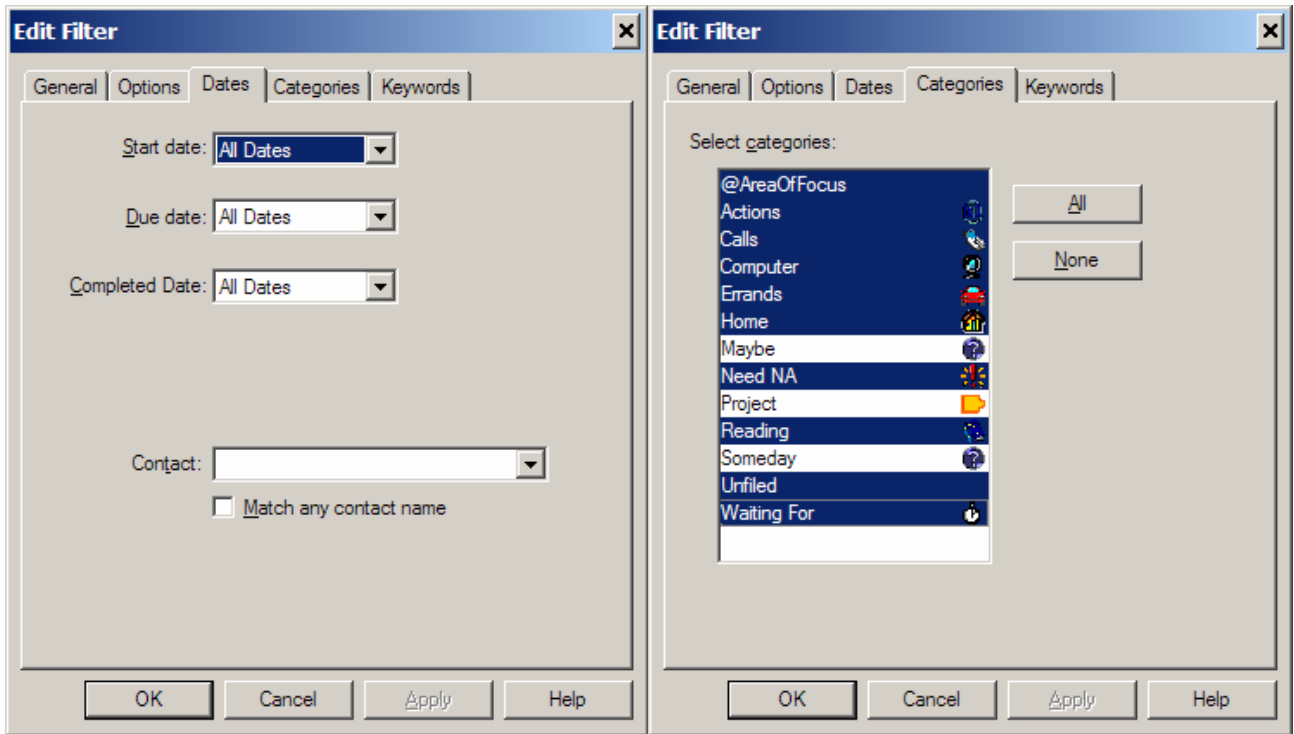 Edit Filter
General Options Dates Categories Keywords
Start date: All Dates
Due date: All Dates
Completed Date: All Dates
Contact:
Match any contact name
OK Cancel Apply Help
Edit Filter
General Options Dates Categories Keywords
Select categories:
@AreaOfFocus
Actions
Calls
Computer
Errands
Home
Maybe
Need NA
Project
Reading
Someday
Unfiled
Waiting For
All
None
OK Cancel Apply Help